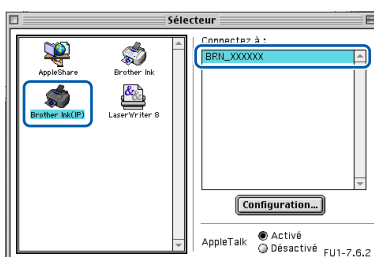 Sélecteur
Connectez à :
BRN_XXXXXX
AppleShare
Brother Ink
Brother Ink(IP)
LaserWriter 8
Configuration...
AppleTalk
Activé
Désactivé
FU1-7.6.2